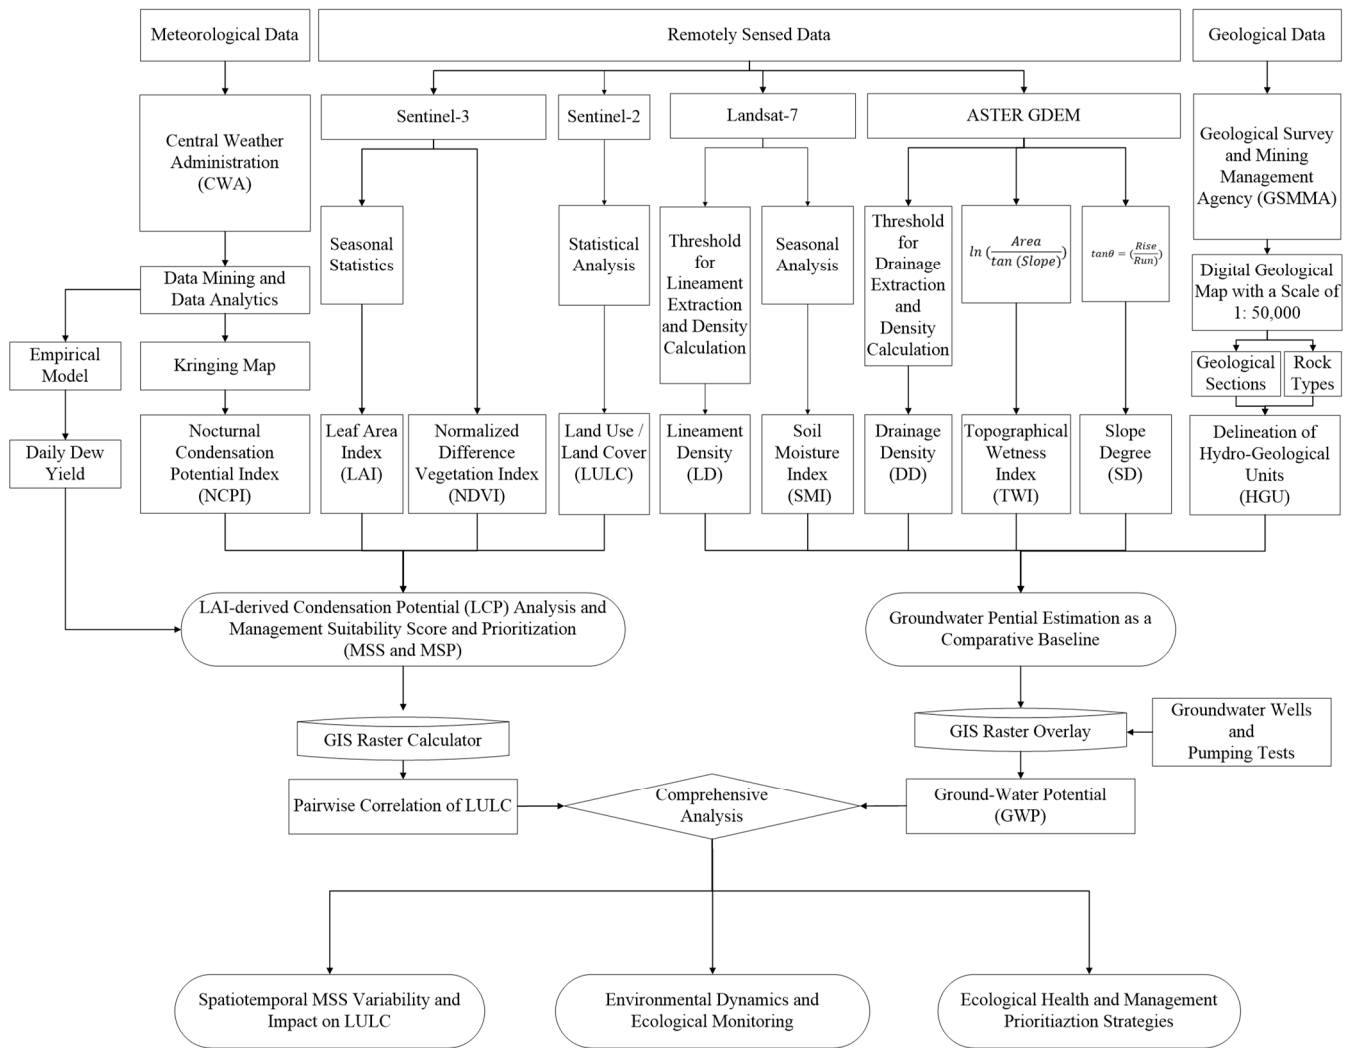 Meteorological Data
Remotely Sensed Data
Geological Data
Central Weather
Administration
(CWA)
Sentinel-3
Sentinel-2
Landsat-7
ASTER GDEM
Geological Survey
and Mining
Management
Agency (GSMMA)
Data Mining and
Data Analytics
Seasonal
Statistics
Statistical
Analysis
Threshold
for
Lineament
Extraction
and Density
Calculation
Seasonal
Analysis
Threshold
for
Drainage
Extraction
and
Density
Calculation
ln (Area / tan (Slope))
tanθ = (Rise / Run)
Digital Geological
Map with a Scale of
1: 50,000
Empirical
Model
Kringing Map
Geological
Sections
Rock
Types
Daily Dew
Yield
Nocturnal
Condensation
Potential Index
(NCPI)
Leaf Area
Index
(LAI)
Normalized
Difference
Vegetation Index
(NDVI)
Land Use /
Land Cover
(LULC)
Lineament
Density
(LD)
Soil
Moisture
Index
(SMI)
Drainage
Density
(DD)
Topographical
Wetness
Index
(TWI)
Slope
Degree
(SD)
Delineation of
Hydro-Geological
Units
(HGU)
LAI-derived Condensation Potential (LCP) Analysis and
Management Suitability Score and Prioritization
(MSS and MSP)
Groundwater Pential Estimation as a
Comparative Baseline
GIS Raster Calculator
GIS Raster Overlay
Groundwater Wells
and
Pumping Tests
Pairwise Correlation of LULC
Comprehensive
Analysis
Ground-Water Potential
(GWP)
Spatiotemporal MSS Variability and
Impact on LULC
Environmental Dynamics and
Ecological Monitoring
Ecological Health and Management
Prioritiaztion Strategies